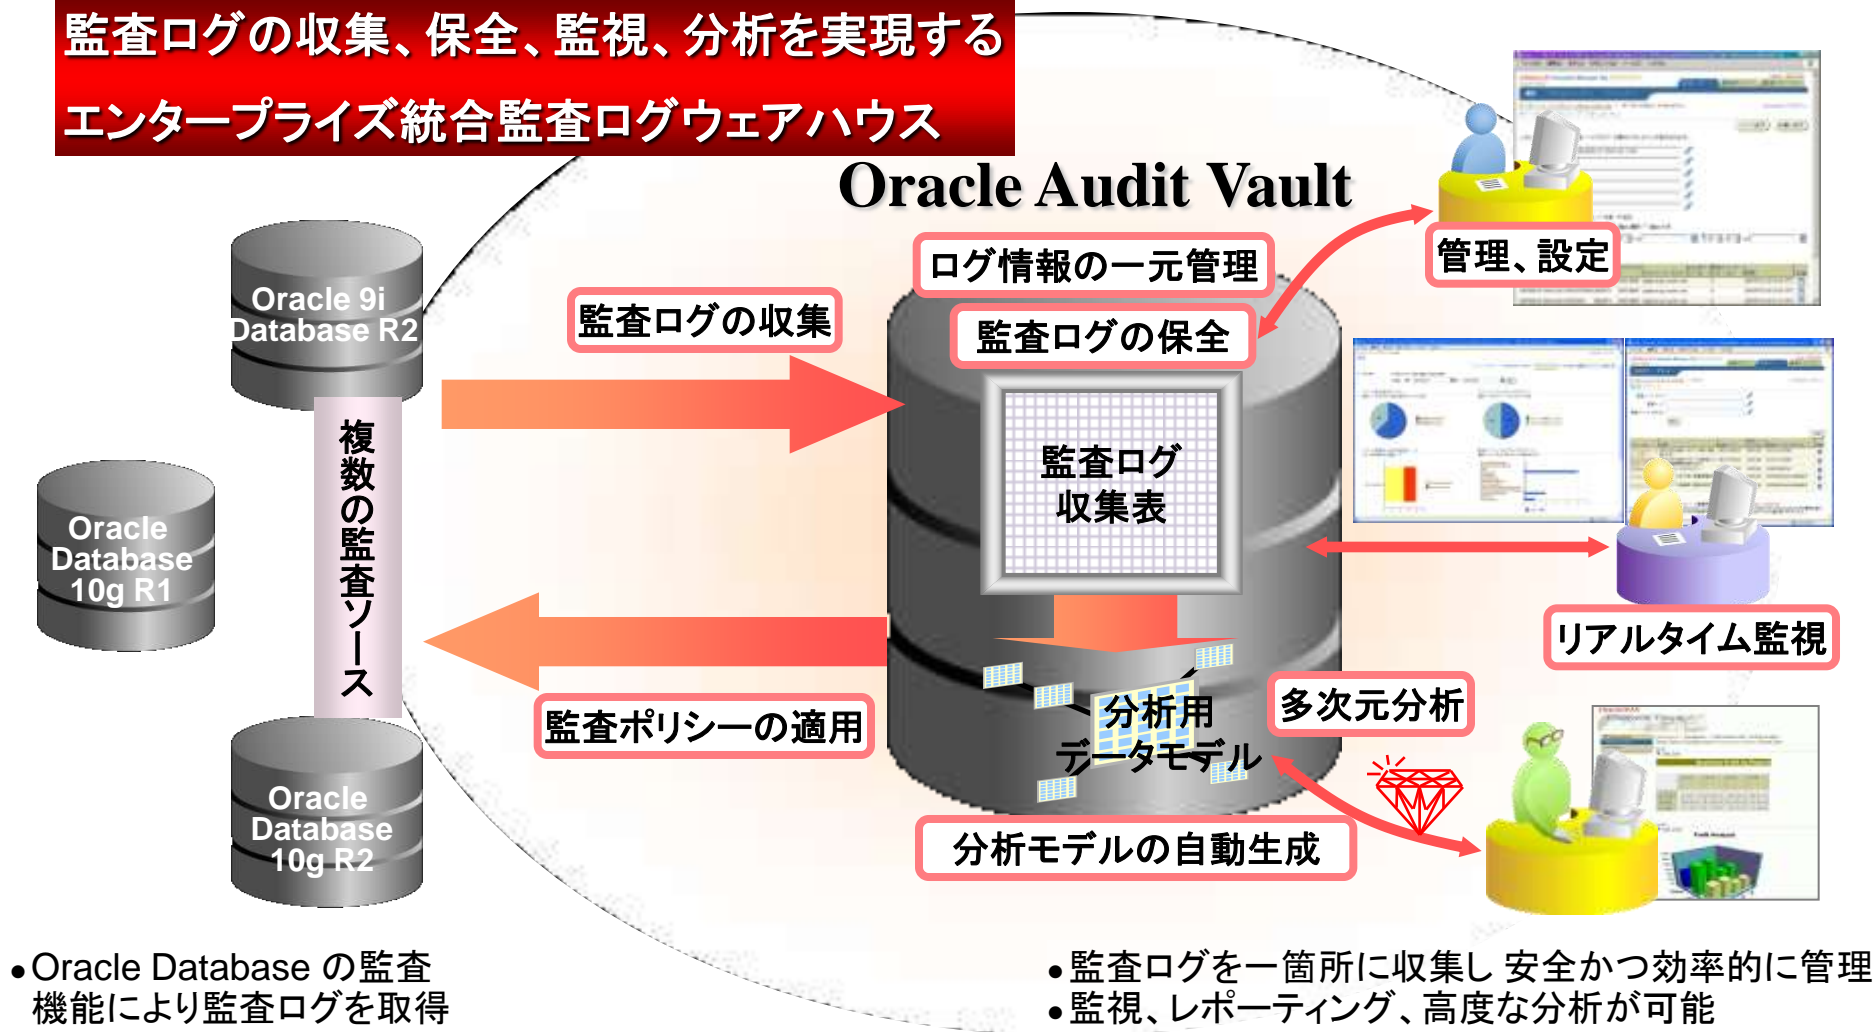 監査ログの収集、保全、監視、分析を実現する
エンタープライズ統合監査ログウェアハウス
Oracle Audit Vault
Oracle 9i
Database R2
Oracle
Database
10g R1
Oracle
Database
10g R2
複数の監査ソース
監査ログの収集
監査ポリシーの適用
ログ情報の一元管理
監査ログの保全
監査ログ
収集表
分析用
データモデル
分析モデルの自動生成
管理、設定
リアルタイム監視
多次元分析
●Oracle Database の監査
機能により監査ログを取得
●監査ログを一箇所に収集し 安全かつ効率的に管理
●監視、レポーティング、高度な分析が可能